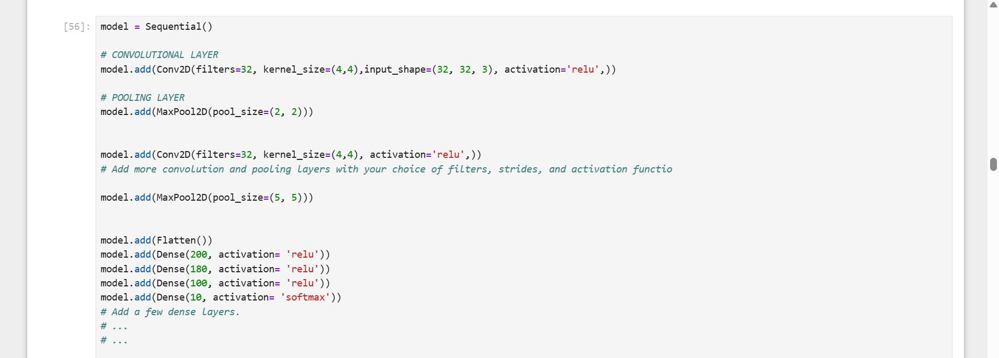 [56]: model = Sequential()
# CONVOLUTIONAL LAYER
model.add(Conv2D(filters=32, kernel_size=(4,4),input_shape=(32, 32, 3), activation='relu',))
# POOLING LAYER
model.add(MaxPool2D(pool_size=(2, 2)))
model.add(Conv2D(filters=32, kernel_size=(4,4), activation='relu',))
# Add more convolution and pooling layers with your choice of filters, strides, and activation functio
model.add(MaxPool2D(pool_size=(5, 5)))
model.add(Flatten())
model.add(Dense(200, activation= 'relu'))
model.add(Dense(180, activation= 'relu'))
model.add(Dense(100, activation= 'relu'))
model.add(Dense(10, activation= 'softmax'))
# Add a few dense layers.
# ...
# ...